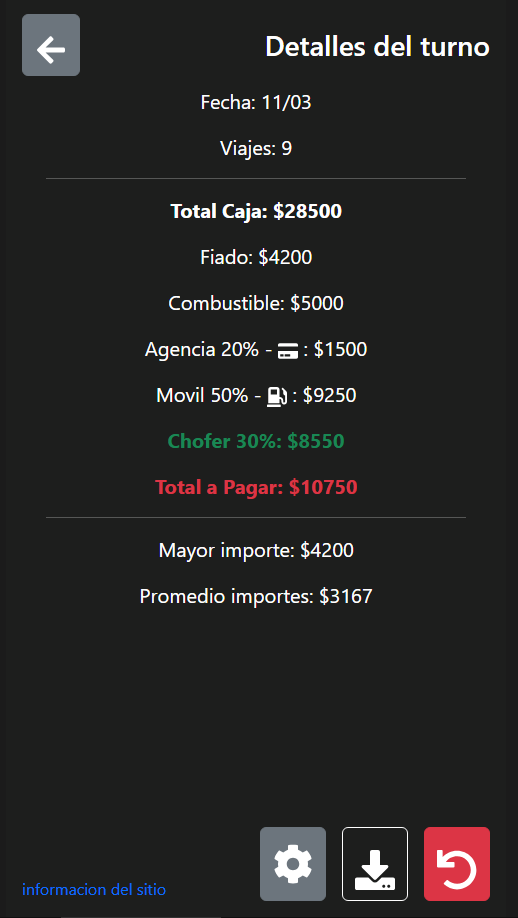 Detalles del turno
Fecha: 11/03
Viajes: 9
Total Caja: $28500
Fiado: $4200
Combustible: $5000
Agencia 20% - : $1500
Movil 50% - : $9250
Chofer 30%: $8550
Total a Pagar: $10750
Mayor importe: $4200
Promedio importes: $3167
informacion del sitio